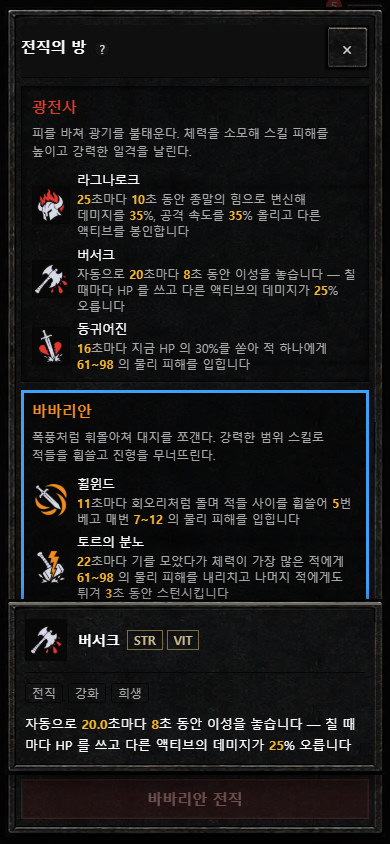 전직의 방 ?
×
광전사
피를 바쳐 광기를 불태운다. 체력을 소모해 스킬 피해를
높이고 강력한 일격을 날린다.
라그나로크
25초마다 10초 동안 종말의 힘으로 변신해
데미지를 35%, 공격 속도를 35% 올리고 다른
액티브를 봉인합니다
버서크
자동으로 20초마다 8초 동안 이성을 놓습니다 — 칠
때마다 HP 를 쓰고 다른 액티브의 데미지가 25%
오릅니다
동귀어진
16초마다 지금 HP 의 30%를 쏟아 적 하나에게
61~98 의 물리 피해를 입힙니다
바바리안
폭풍처럼 휘몰아쳐 대지를 쪼갠다. 강력한 범위 스킬로
적들을 휩쓸고 진형을 무너뜨린다.
휠윈드
11초마다 회오리처럼 돌며 적들 사이를 휩쓸어 5번
베고 매번 7~12 의 물리 피해를 입힙니다
토르의 분노
22초마다 기를 모았다가 체력이 가장 많은 적에게
61~98 의 물리 피해를 내리치고 나머지 적에게도
튀겨 3초 동안 스턴시킵니다
버서크 STR VIT
전직 강화 희생
자동으로 20.0초마다 8초 동안 이성을 놓습니다 — 칠 때
마다 HP 를 쓰고 다른 액티브의 데미지가 25% 오릅니다
바바리안 전직